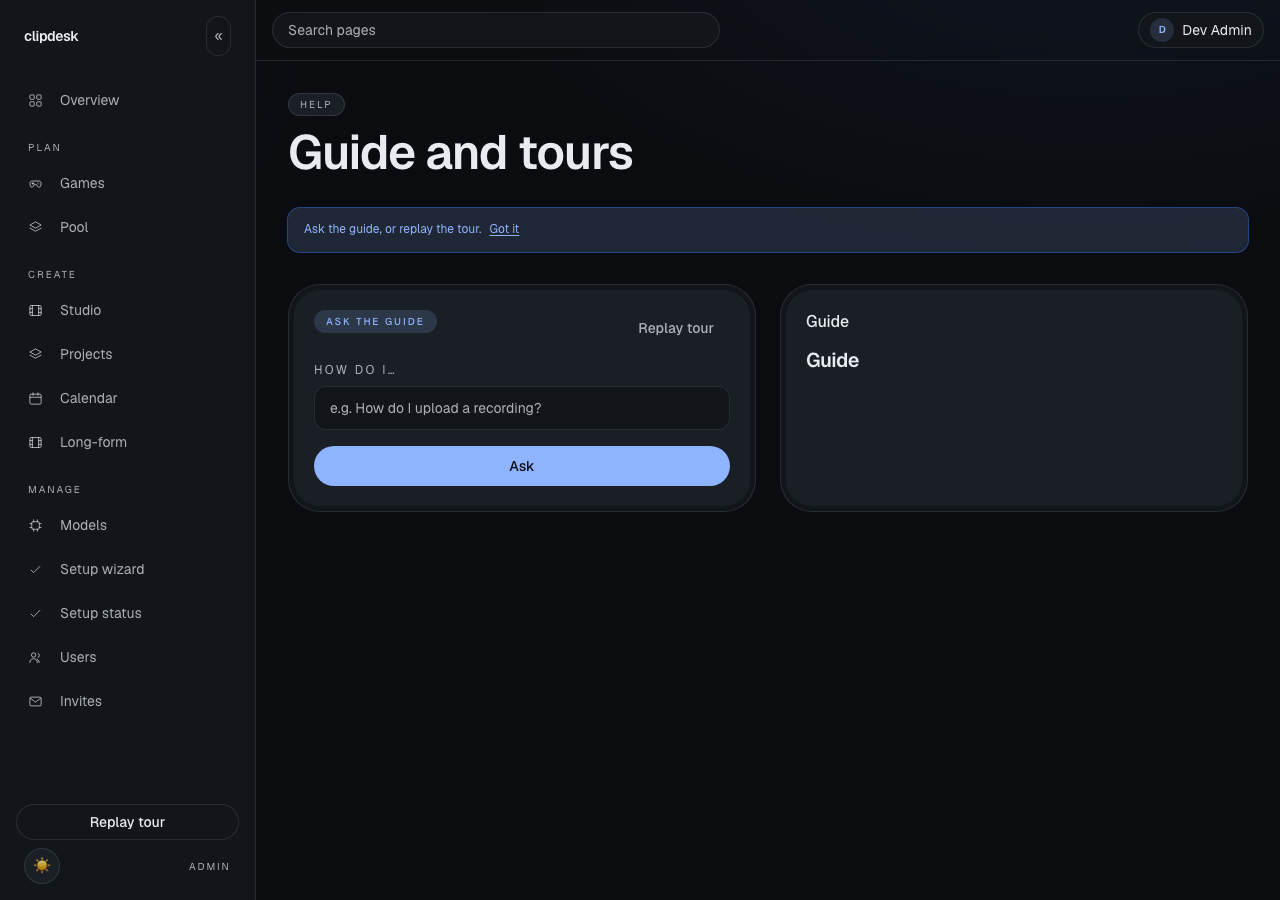 clipdesk
«
Search pages
D
Dev Admin
Overview
PLAN
Games
Pool
CREATE
Studio
Projects
Calendar
Long-form
MANAGE
Models
Setup wizard
Setup status
Users
Invites
Replay tour
ADMIN
HELP
Guide and tours
Ask the guide, or replay the tour. Got it
ASK THE GUIDE
Replay tour
HOW DO I…
e.g. How do I upload a recording?
Ask
Guide
Guide